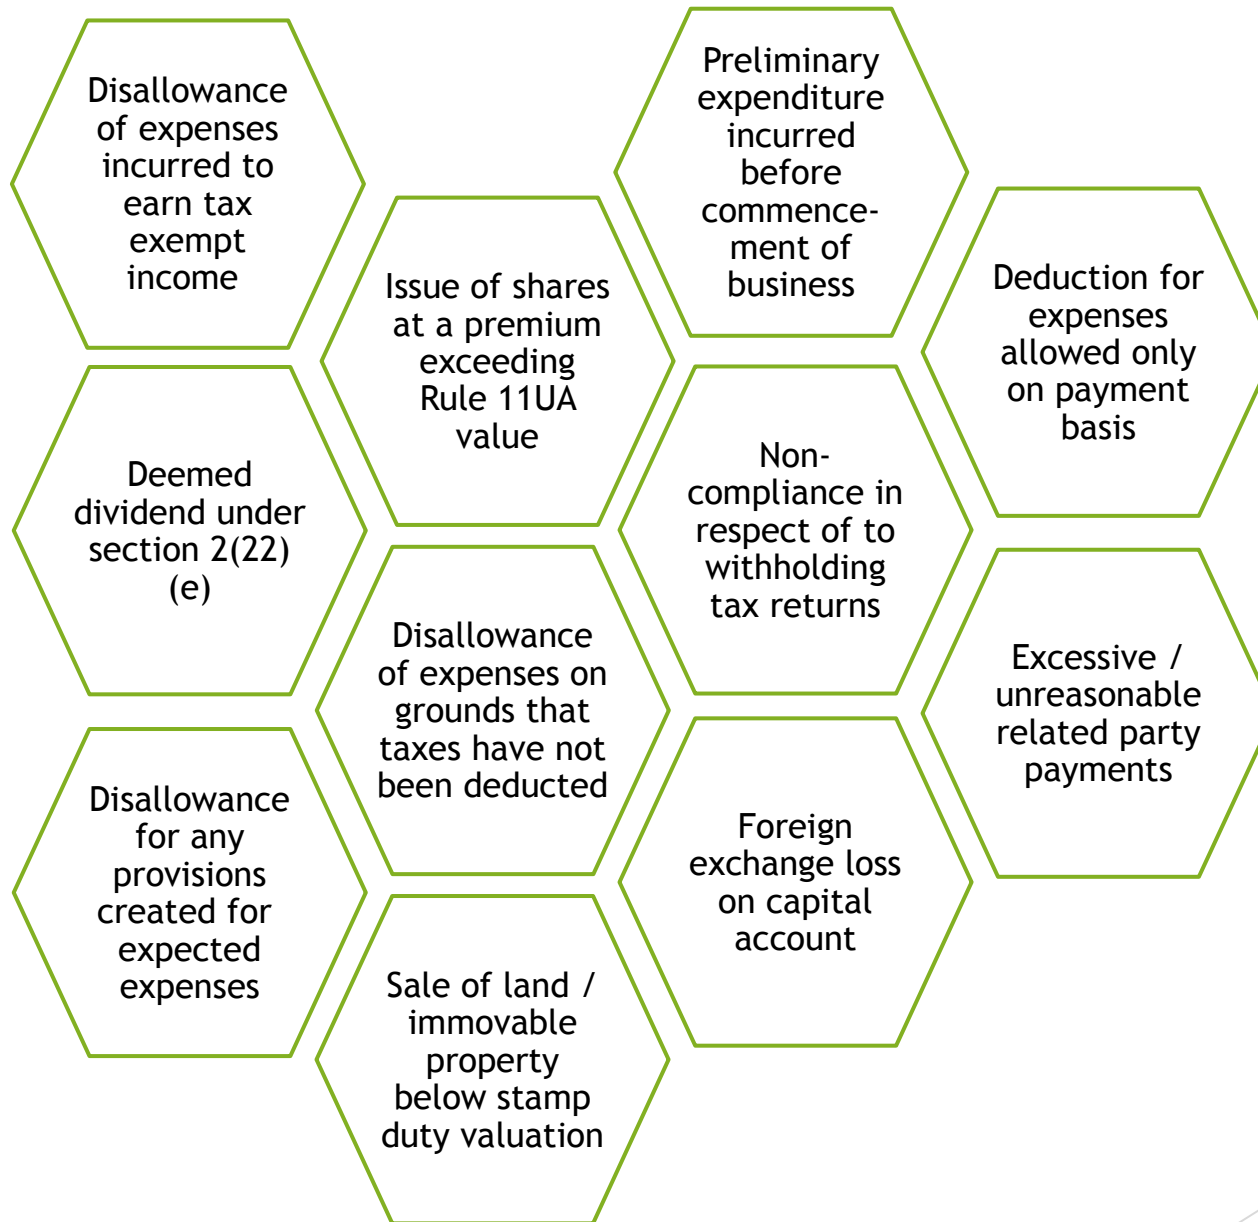 Disallowance
of expenses
incurred to
earn tax
exempt
income
Deemed
dividend under
section 2(22)
(e)
Disallowance
for any
provisions
created for
expected
expenses
Issue of shares
at a premium
exceeding
Rule 11UA
value
Disallowance
of expenses on
grounds that
taxes have not
been deducted
Sale of land /
immovable
property
below stamp
duty valuation
Preliminary
expenditure
incurred
before
commence-
ment of
business
Non-
compliance in
respect of to
withholding
tax returns
Foreign
exchange loss
on capital
account
Deduction for
expenses
allowed only
on payment
basis
Excessive /
unreasonable
related party
payments